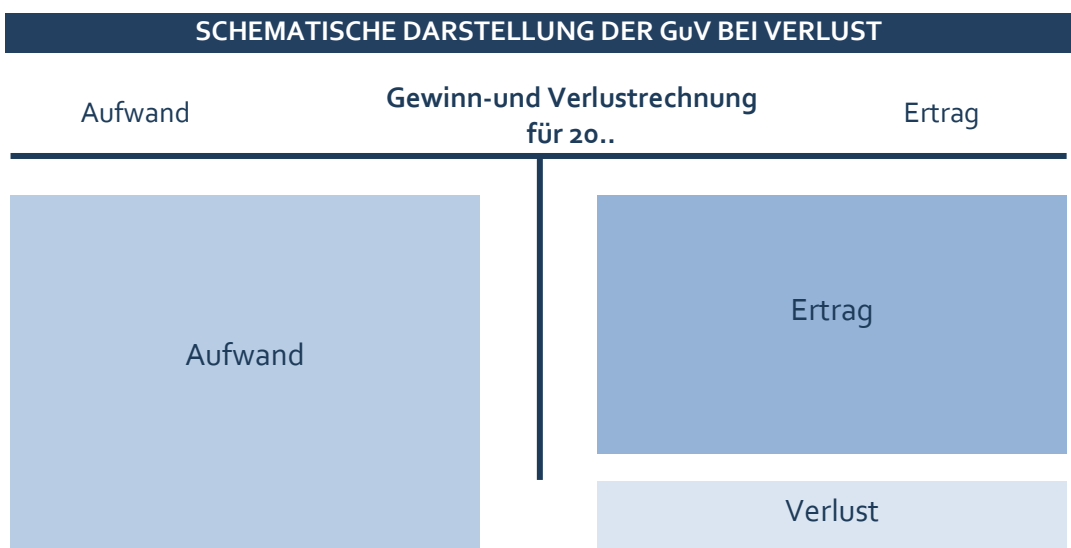 SCHEMATISCHE DARSTELLUNG DER GuV BEI VERLUST
Aufwand
Gewinn-und Verlustrechnung
für 20..
Ertrag
Aufwand
Ertrag
Verlust